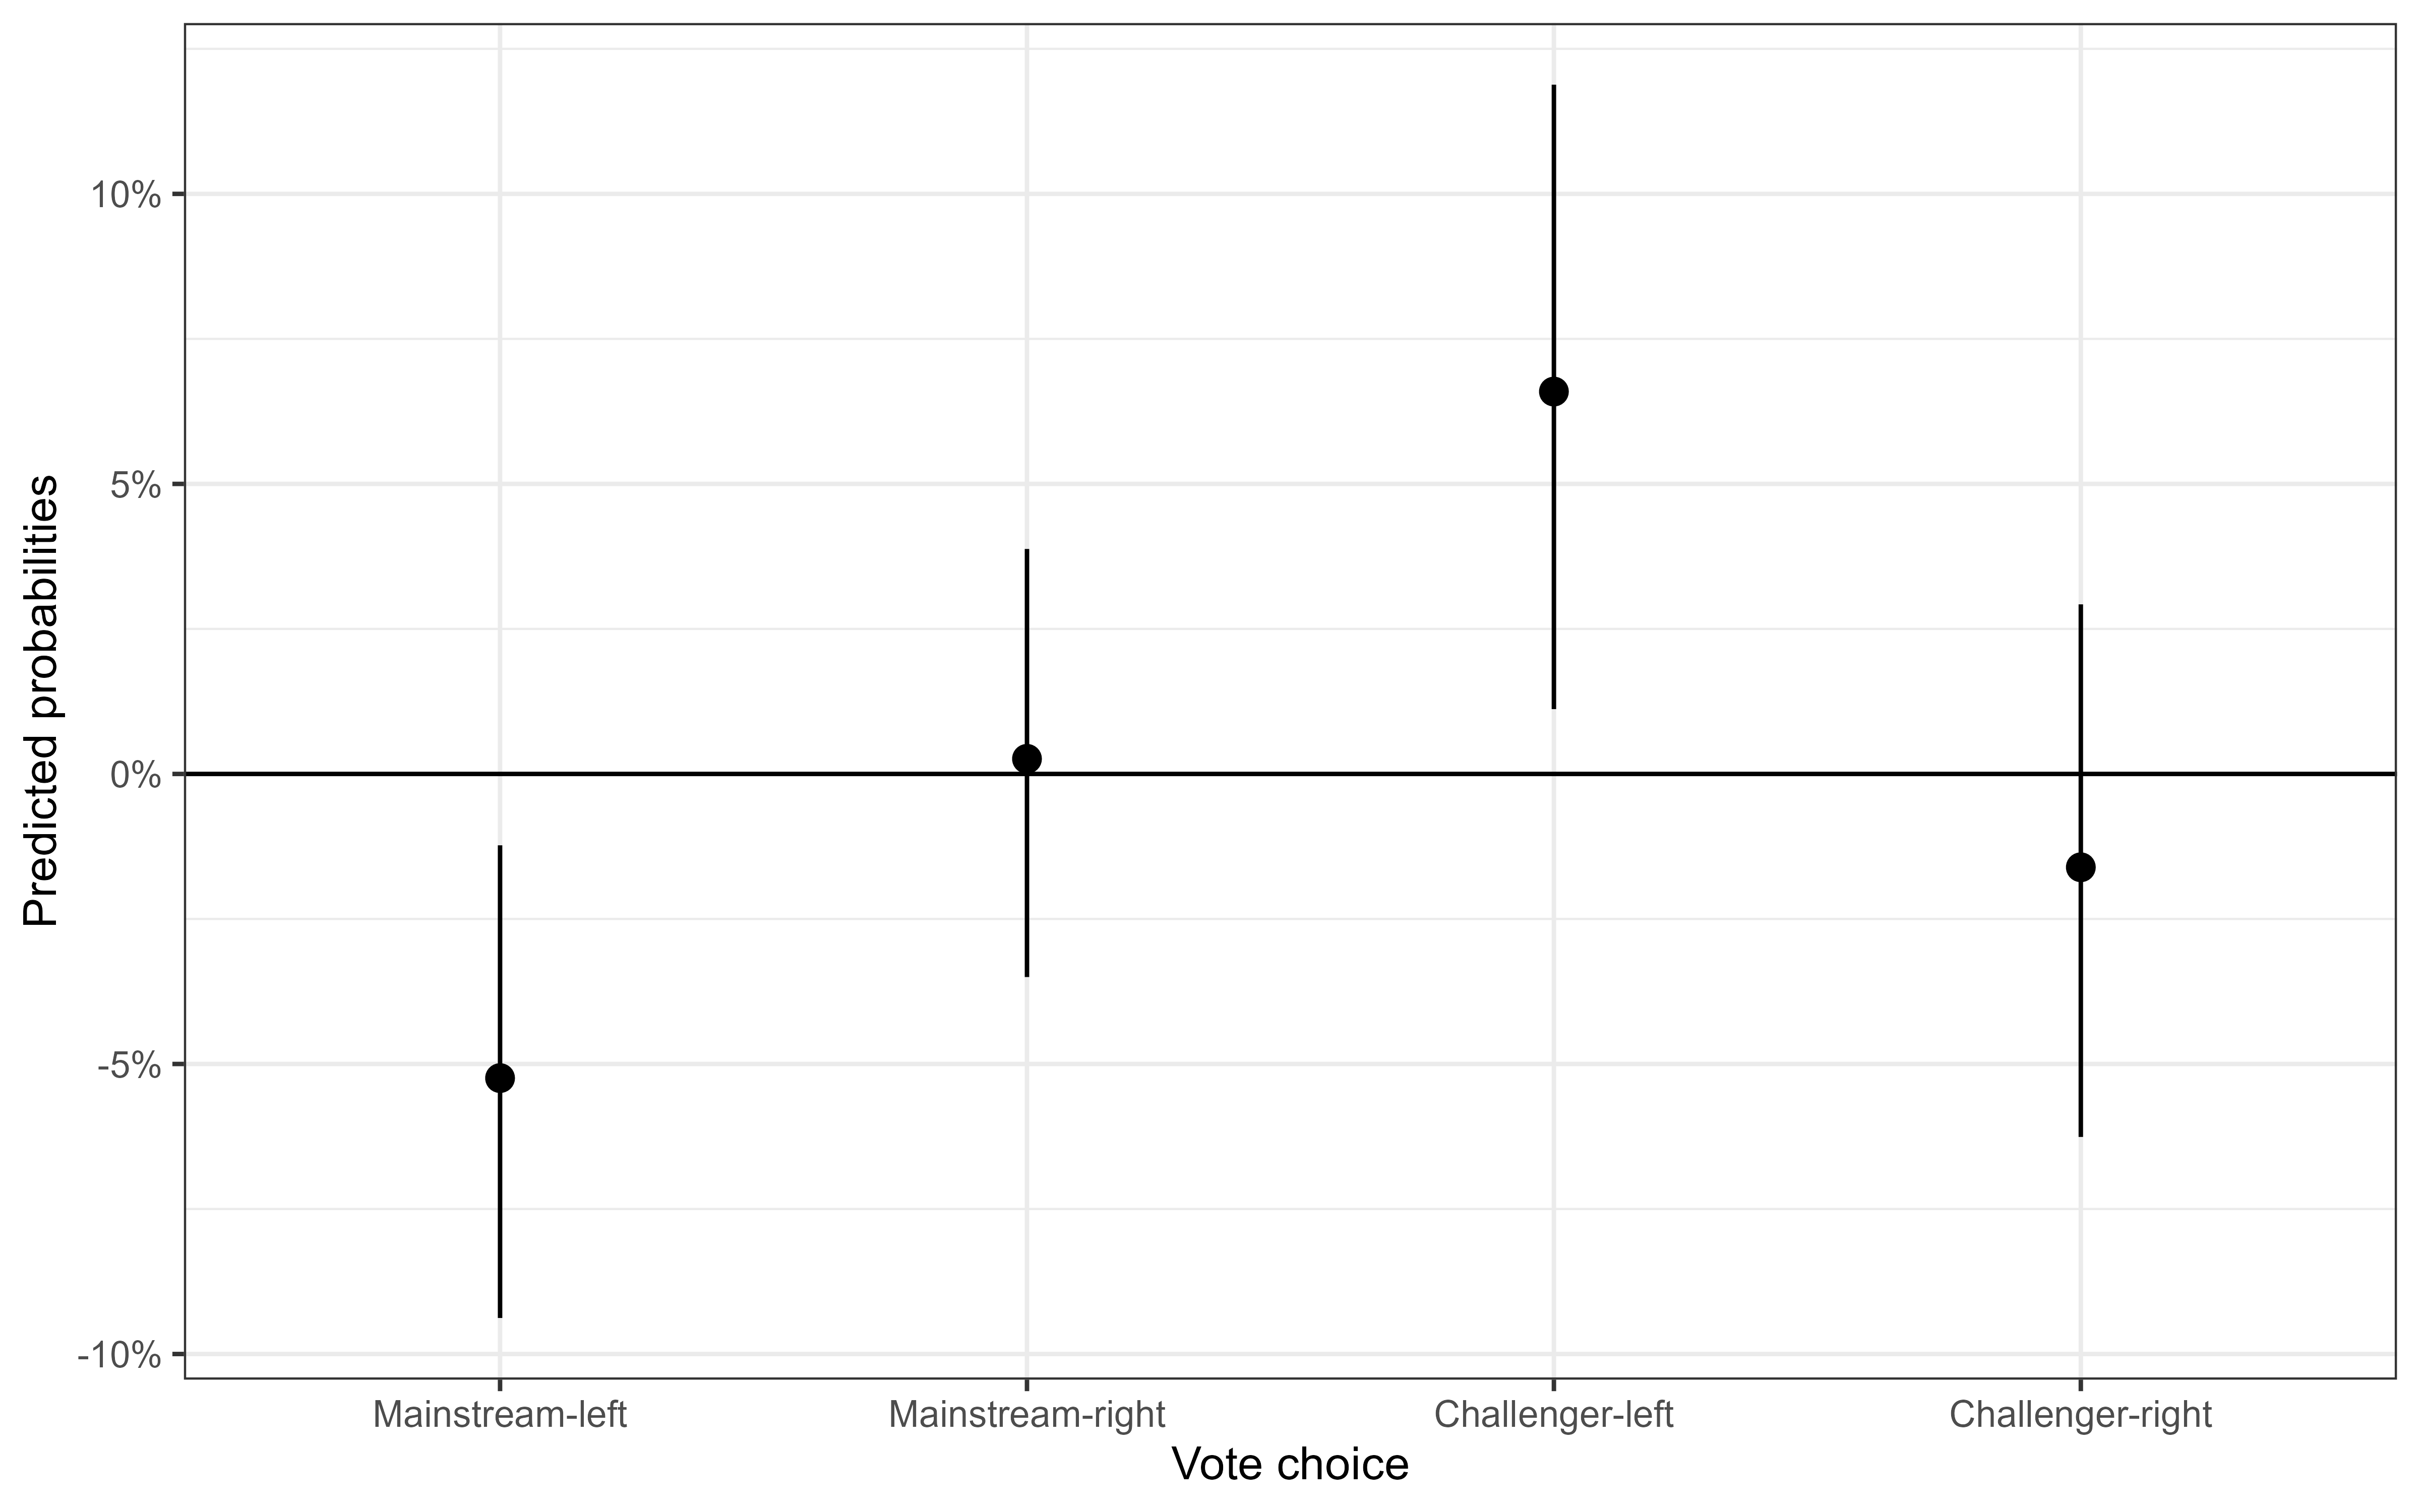 Predicted probabilities
10%
5%
0%
-5%
-10%
Mainstream-left
Mainstream-right
Challenger-left
Challenger-right
Vote choice